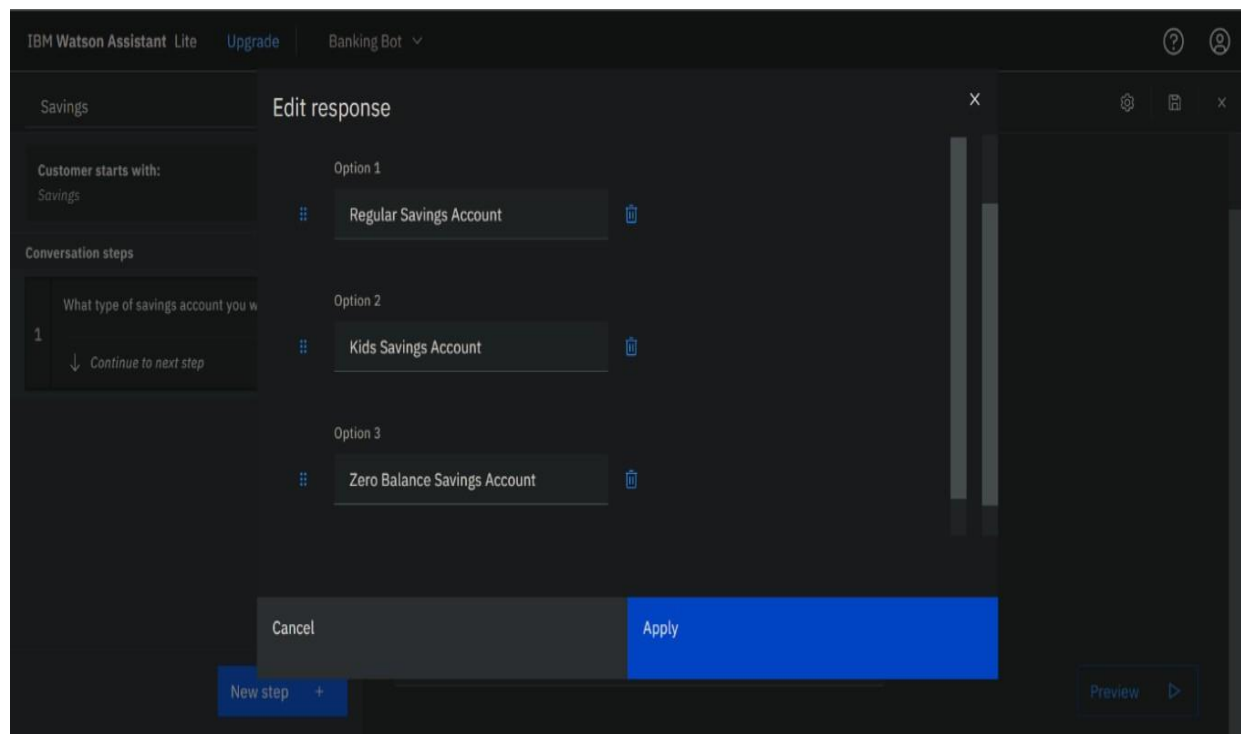 IBM Watson Assistant Lite Upgrade Banking Bot
Savings
Customer starts with:
Savings
Conversation steps
1
What type of savings account you w
Continue to next step
New step +
Edit response
X
Option 1
Regular Savings Account
Option 2
Kids Savings Account
Option 3
Zero Balance Savings Account
Cancel
Apply
Preview